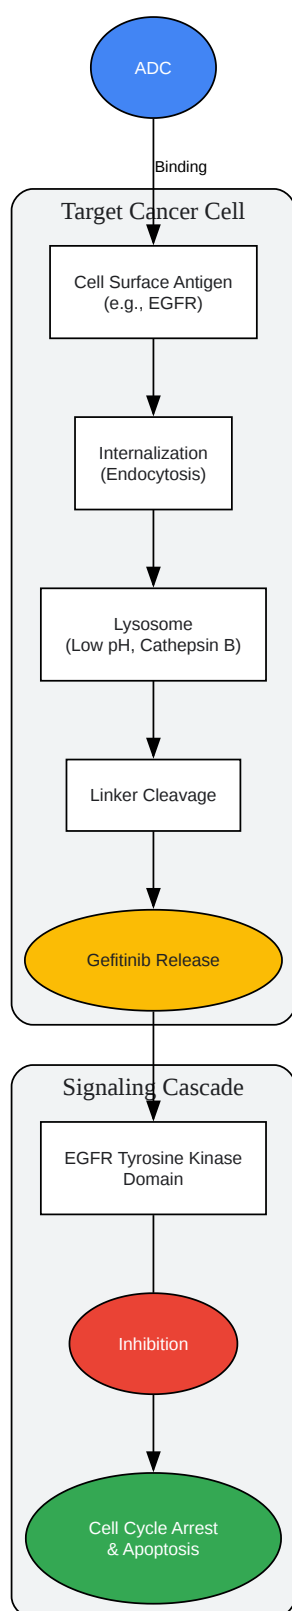 ADC
Binding
Target Cancer Cell
Cell Surface Antigen
(e.g., EGFR)
Internalization
(Endocytosis)
Lysosome
(Low pH, Cathepsin B)
Linker Cleavage
Gefitinib Release
Signaling Cascade
EGFR Tyrosine Kinase
Domain
Inhibition
Cell Cycle Arrest
& Apoptosis